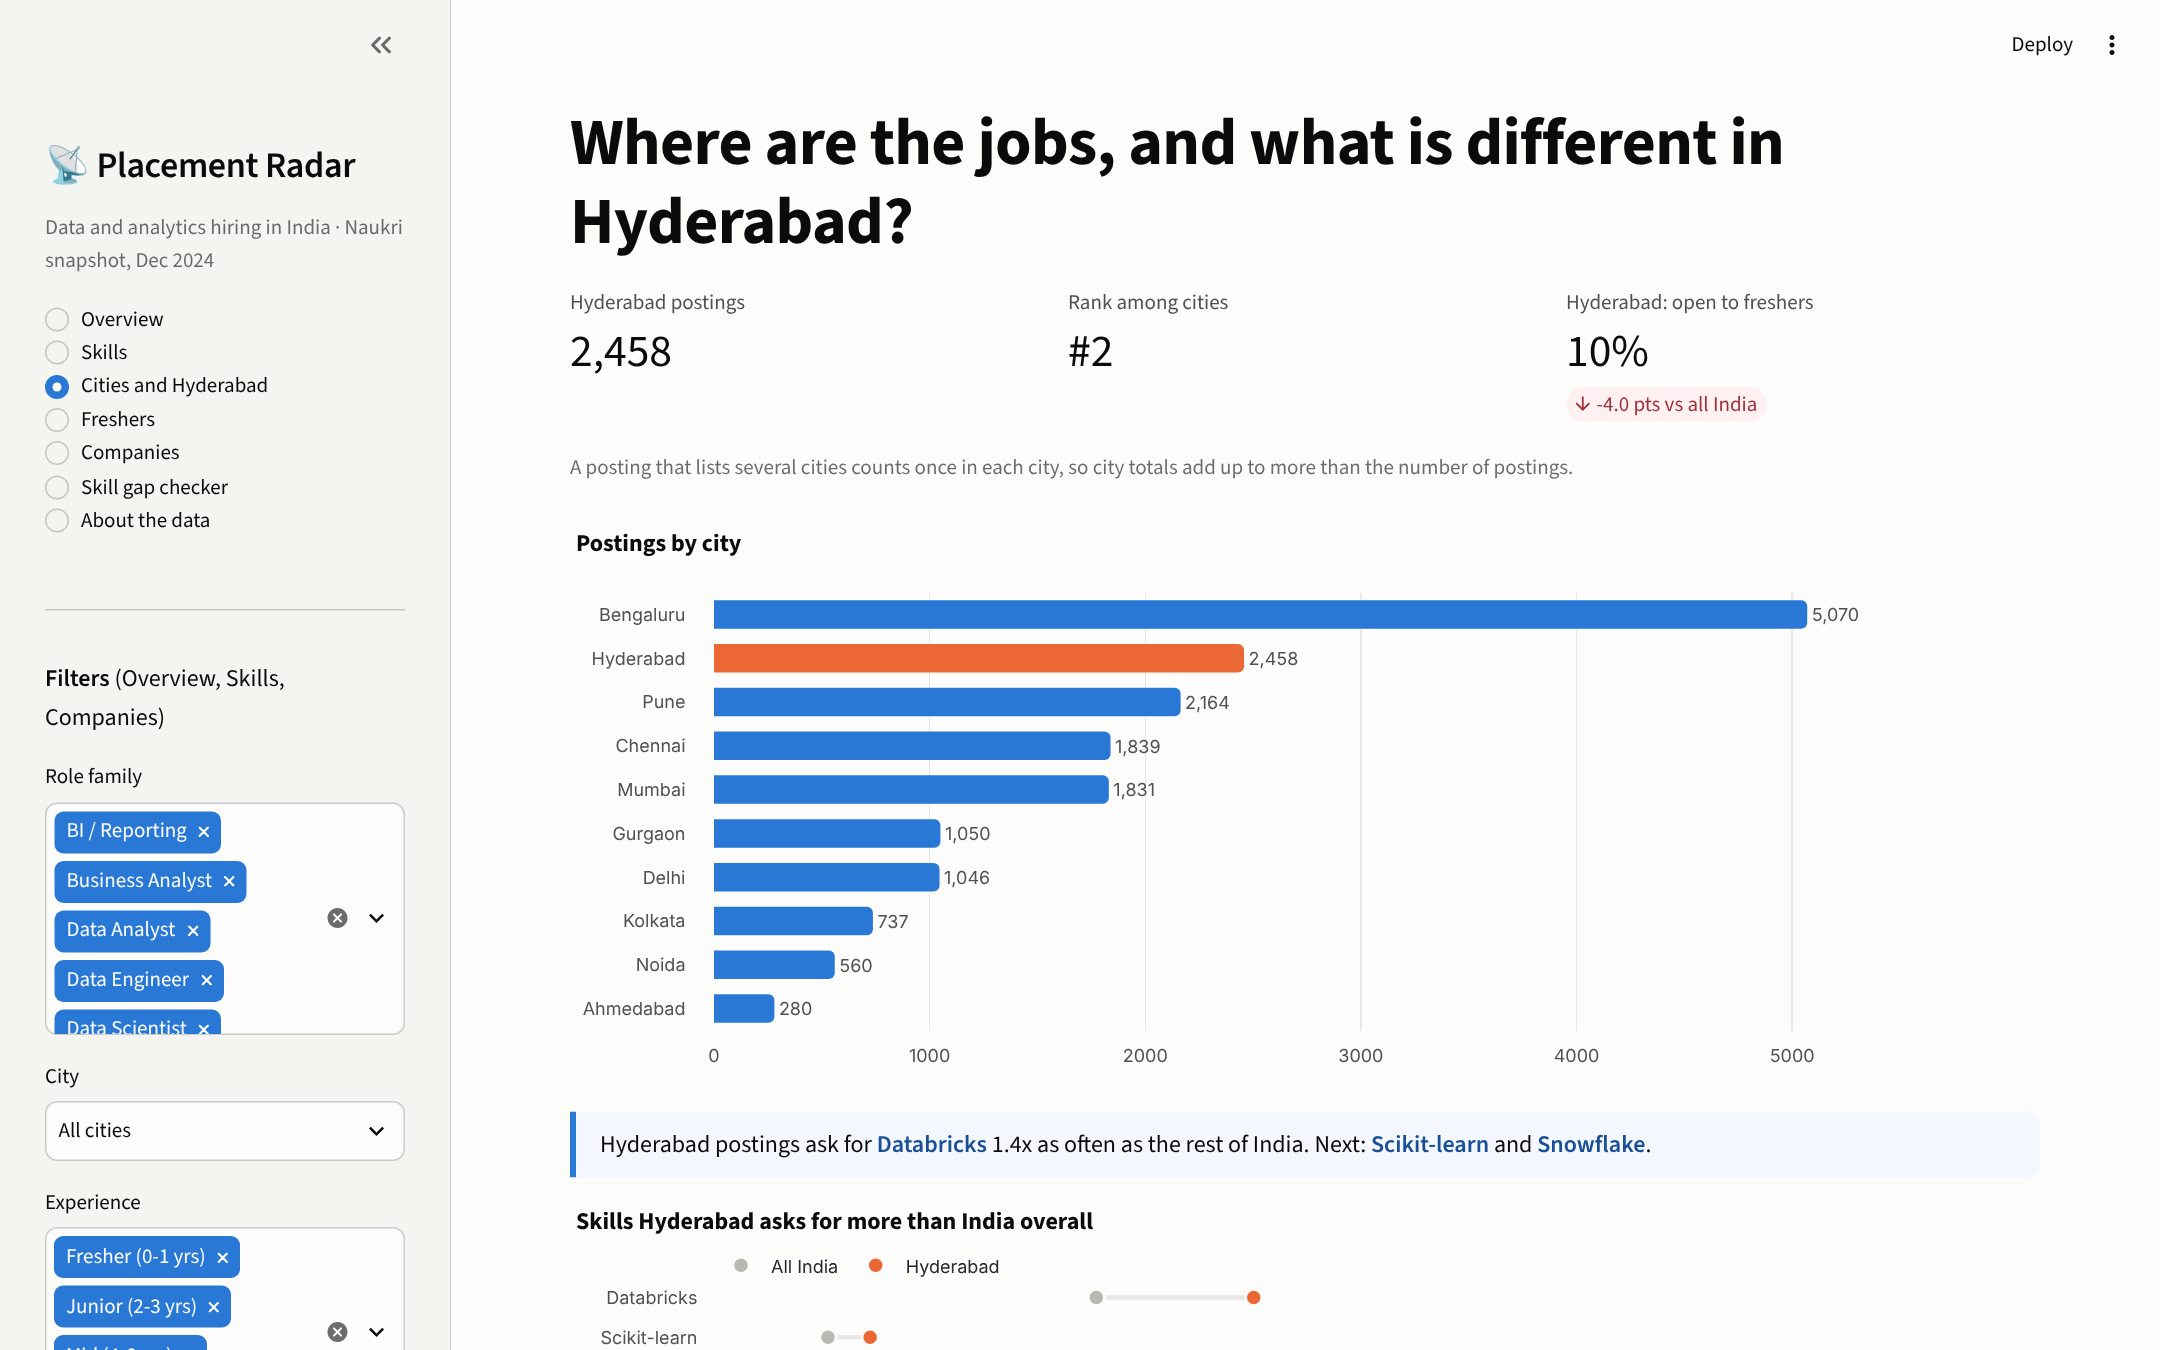 Placement Radar
Data and analytics hiring in India · Naukri
snapshot, Dec 2024
Overview
Skills
Cities and Hyderabad
Freshers
Companies
Skill gap checker
About the data
Filters (Overview, Skills,
Companies)
Role family
BI / Reporting ×
Business Analyst ×
Data Analyst ×
Data Engineer ×
Data Scientist ×
City
All cities
Experience
Fresher (0-1 yrs) ×
Junior (2-3 yrs) ×
Deploy
Where are the jobs, and what is different in
Hyderabad?
Hyderabad postings
2,458
Rank among cities
#2
Hyderabad: open to freshers
10%
↓ -4.0 pts vs all India
A posting that lists several cities counts once in each city, so city totals add up to more than the number of postings.
Postings by city
Bengaluru 5,070
Hyderabad 2,458
Pune 2,164
Chennai 1,839
Mumbai 1,831
Gurgaon 1,050
Delhi 1,046
Kolkata 737
Noida 560
Ahmedabad 280
0 1000 2000 3000 4000 5000
Hyderabad postings ask for Databricks 1.4x as often as the rest of India. Next: Scikit-learn and Snowflake.
Skills Hyderabad asks for more than India overall
All India Hyderabad
Databricks
Scikit-learn